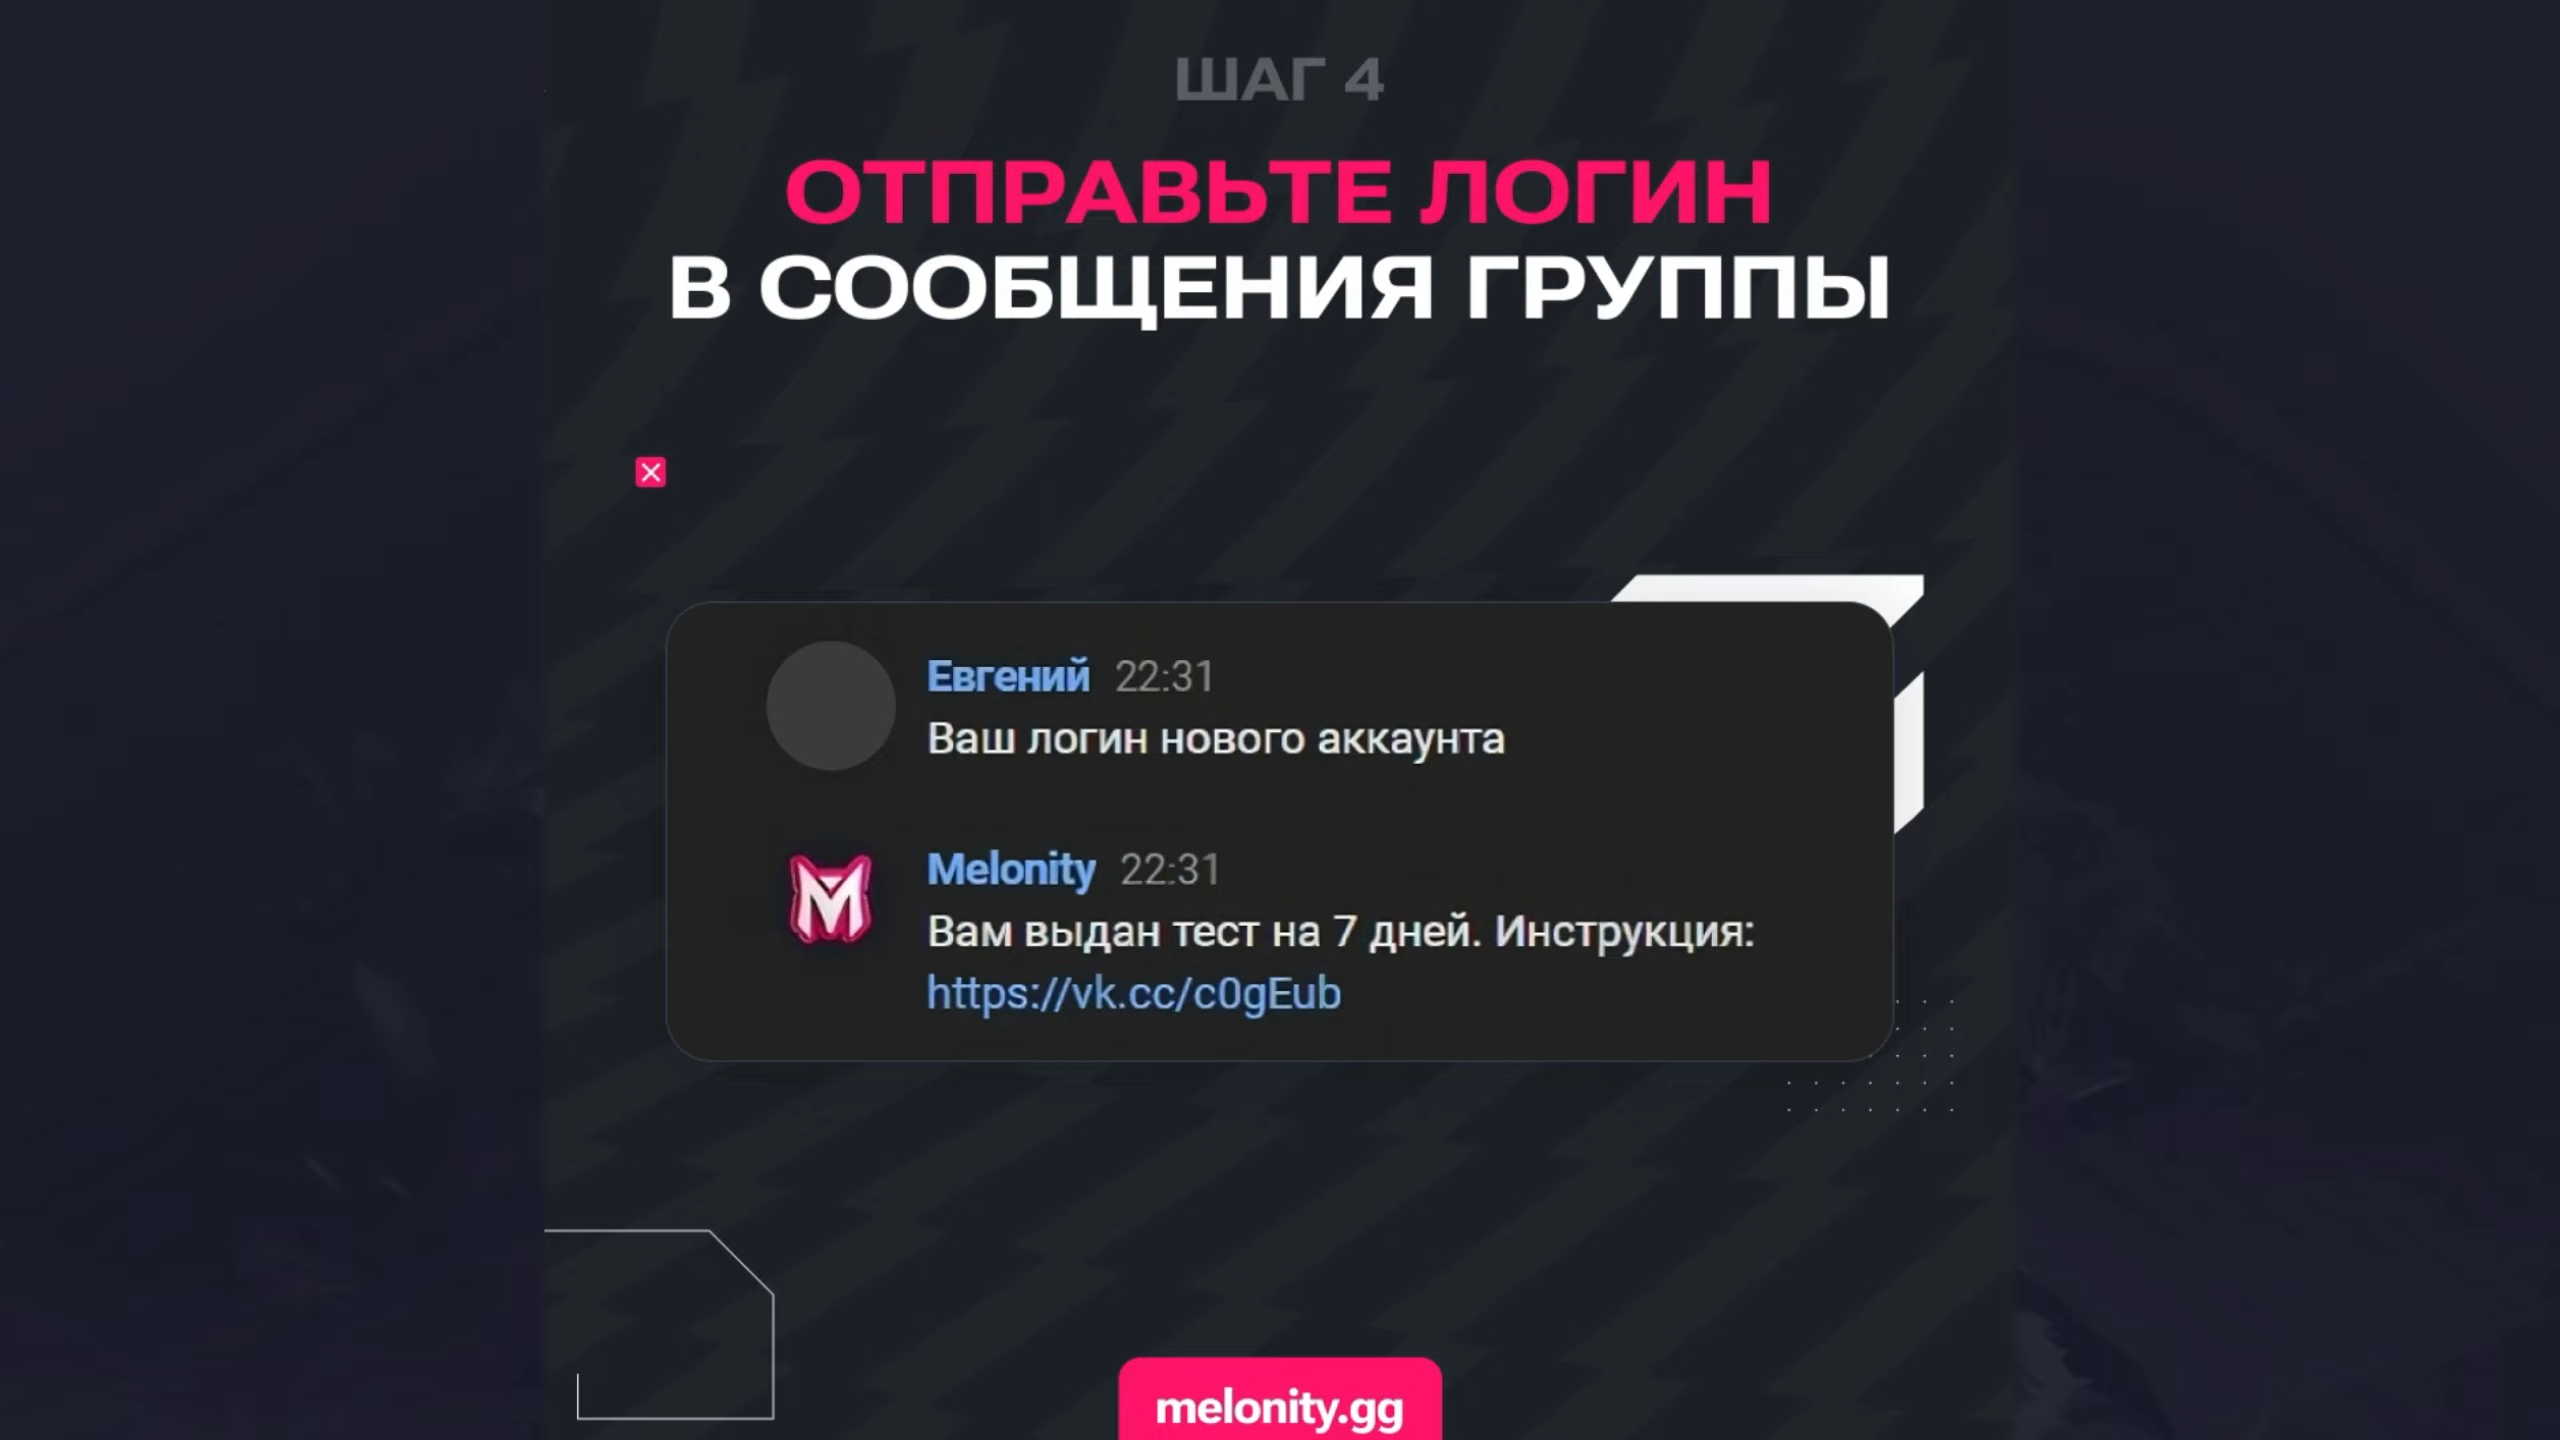 ШАГ 4
ОТПРАВЬТЕ ЛОГИН
В СООБЩЕНИЯ ГРУППЫ
Евгений 22:31
Ваш логин нового аккаунта
Melonity 22:31
Вам выдан тест на 7 дней. Инструкция:
https://vk.cc/c0gEub
melonity.gg